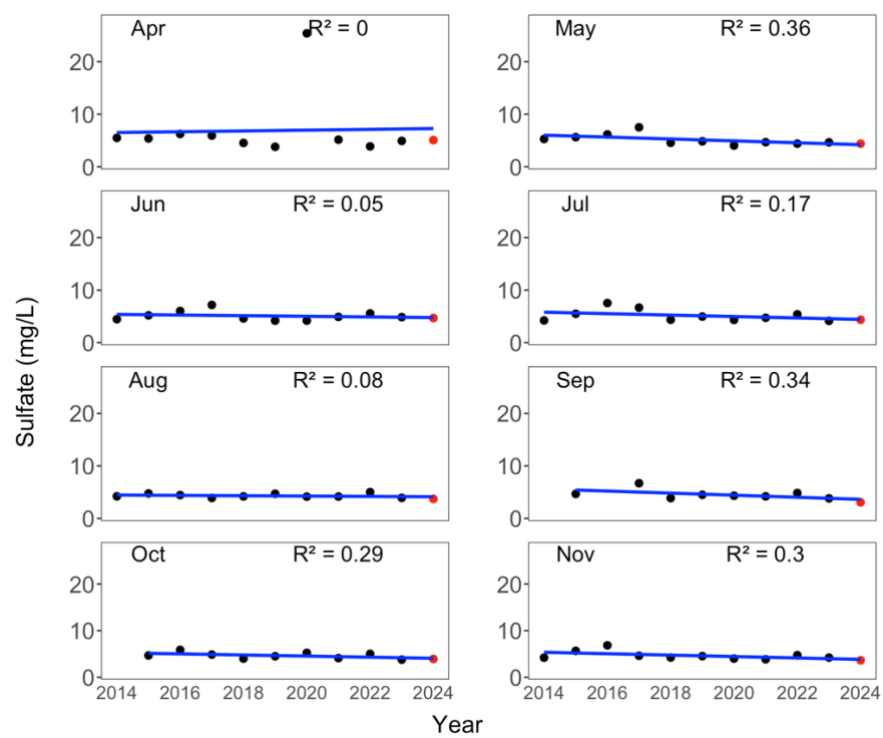 Apr R² = 0
May R² = 0.36
20
10
0
20
10
0
Jun R² = 0.05
Jul R² = 0.17
20
10
0
20
10
0
Aug R² = 0.08
Sep R² = 0.34
20
10
0
20
10
0
Oct R² = 0.29
Nov R² = 0.3
20
10
0
20
10
0
2014 2016 2018 2020 2022 2024
2014 2016 2018 2020 2022 2024
Sulfate (mg/L)
Year